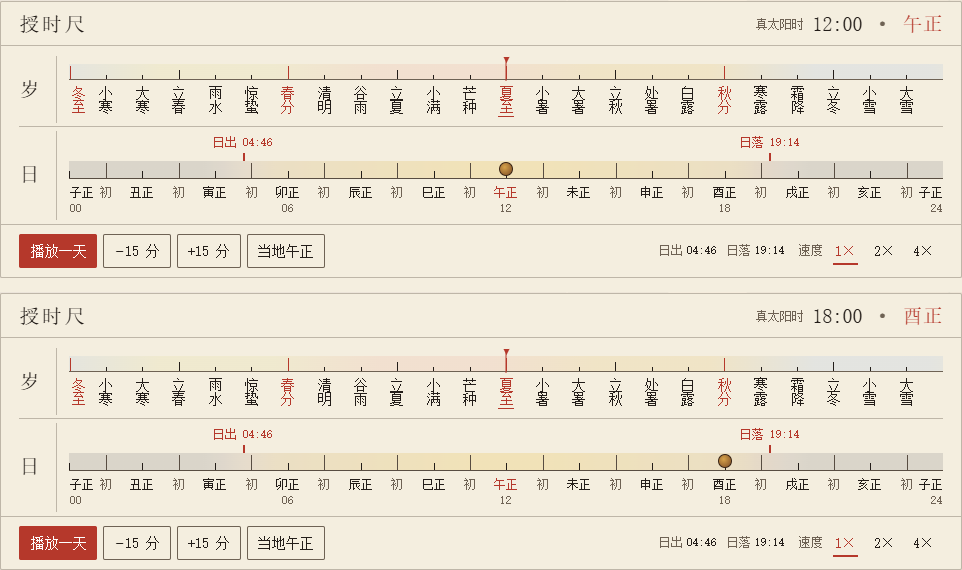 授时尺 真太阳时 12:00 • 午正
岁 冬至 小寒 大寒 立春 雨水 惊蛰 春分 清明 谷雨 立夏 小满 芒种 夏至 小暑 大暑 立秋 处暑 白露 秋分 寒露 霜降 立冬 小雪 大雪
日出 04:46 日落 19:14
日
子正 初 丑正 初 寅正 初 卯正 初 辰正 初 巳正 初 午正 初 未正 初 申正 初 酉正 初 戌正 初 亥正 初 子正
00 06 12 18 24
播放一天 −15 分 +15 分 当地午正 日出 04:46 日落 19:14 速度 1× 2× 4×
授时尺 真太阳时 18:00 • 酉正
岁 冬至 小寒 大寒 立春 雨水 惊蛰 春分 清明 谷雨 立夏 小满 芒种 夏至 小暑 大暑 立秋 处暑 白露 秋分 寒露 霜降 立冬 小雪 大雪
日出 04:46 日落 19:14
日
子正 初 丑正 初 寅正 初 卯正 初 辰正 初 巳正 初 午正 初 未正 初 申正 初 酉正 初 戌正 初 亥正 初 子正
00 06 12 18 24
播放一天 −15 分 +15 分 当地午正 日出 04:46 日落 19:14 速度 1× 2× 4×